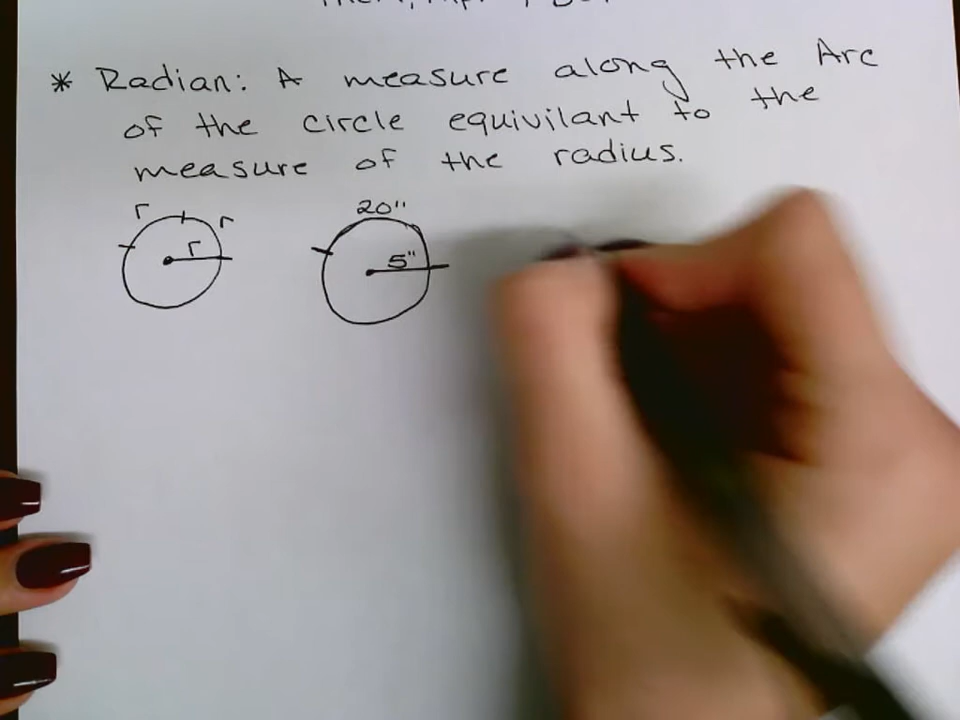 * Radian: A measure along the Arc
of the circle equivilant to the
measure of the radius.
r r r
20"
5"